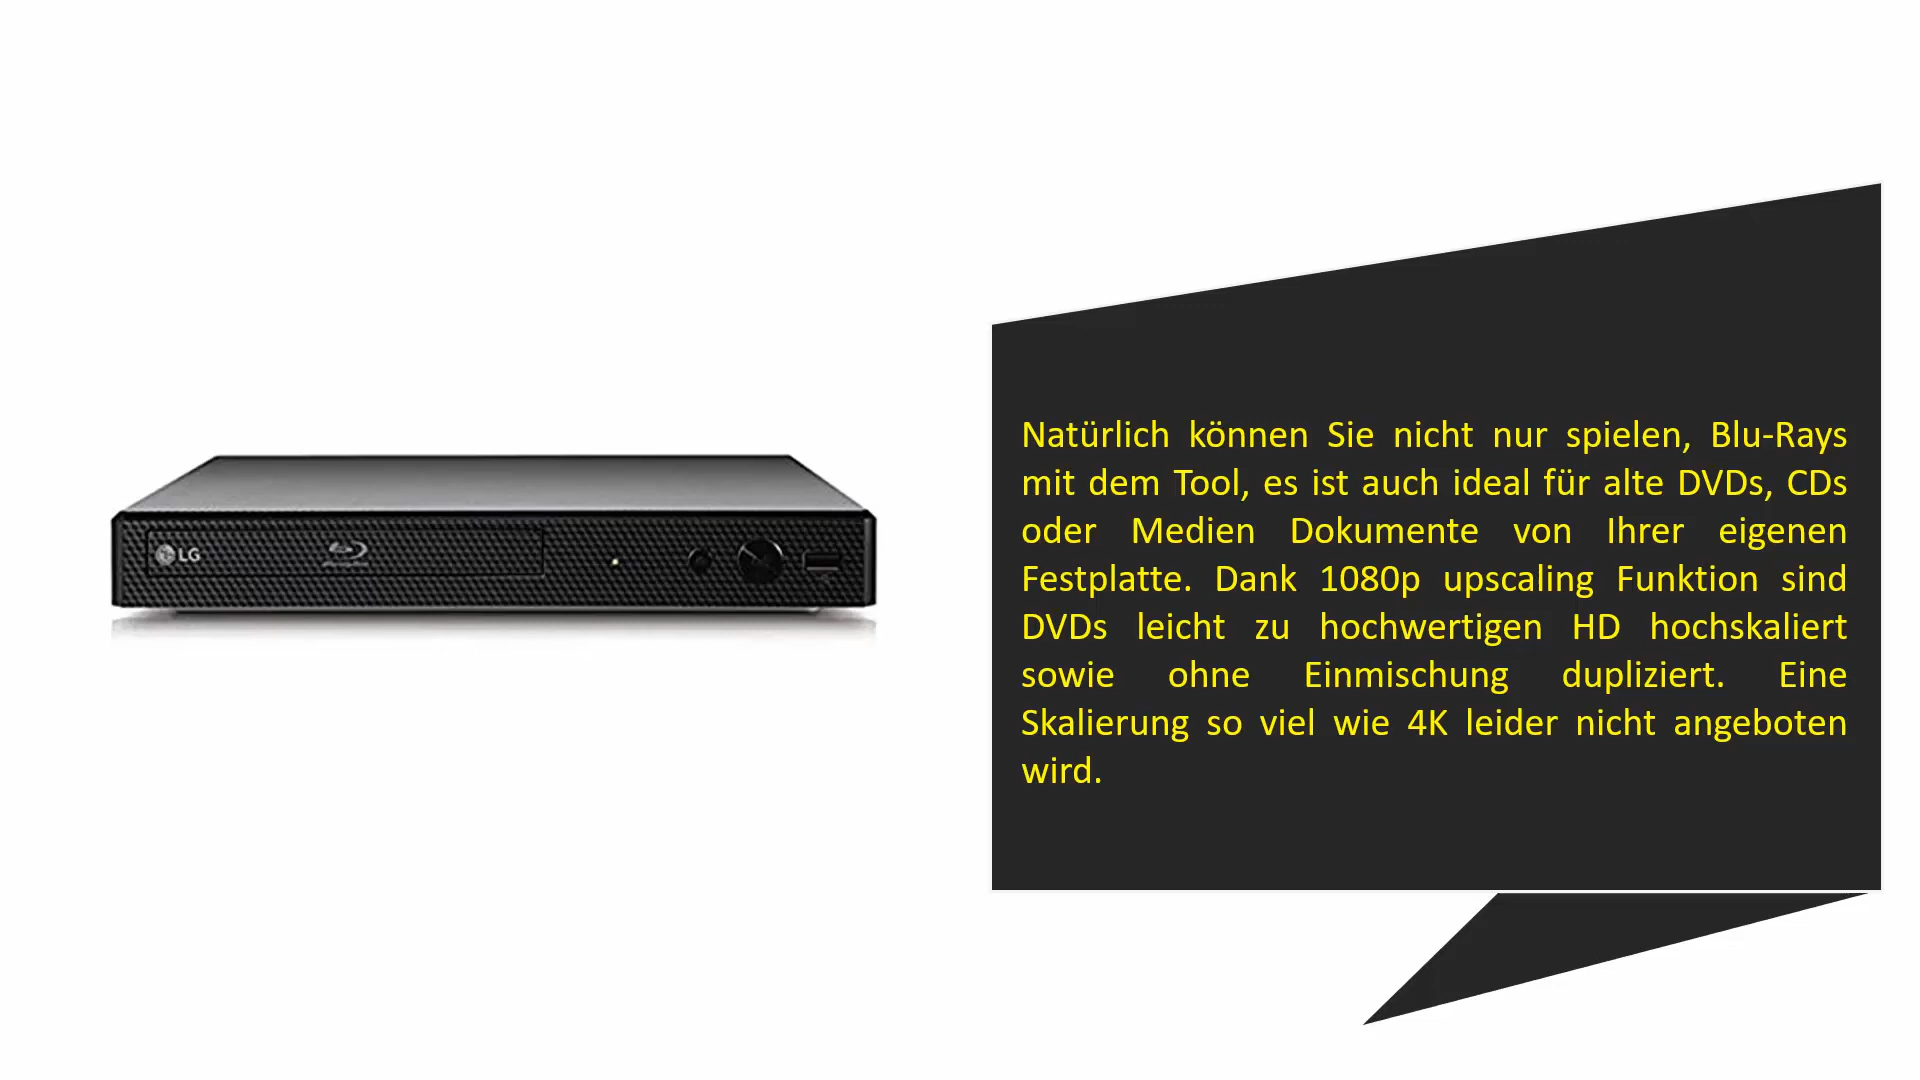 LG
Natürlich können Sie nicht nur spielen, Blu-Rays
mit dem Tool, es ist auch ideal für alte DVDs, CDs
oder Medien Dokumente von Ihrer eigenen
Festplatte. Dank 1080p upscaling Funktion sind
DVDs leicht zu hochwertigen HD hochskaliert
sowie ohne Einmischung dupliziert. Eine
Skalierung so viel wie 4K leider nicht angeboten
wird.